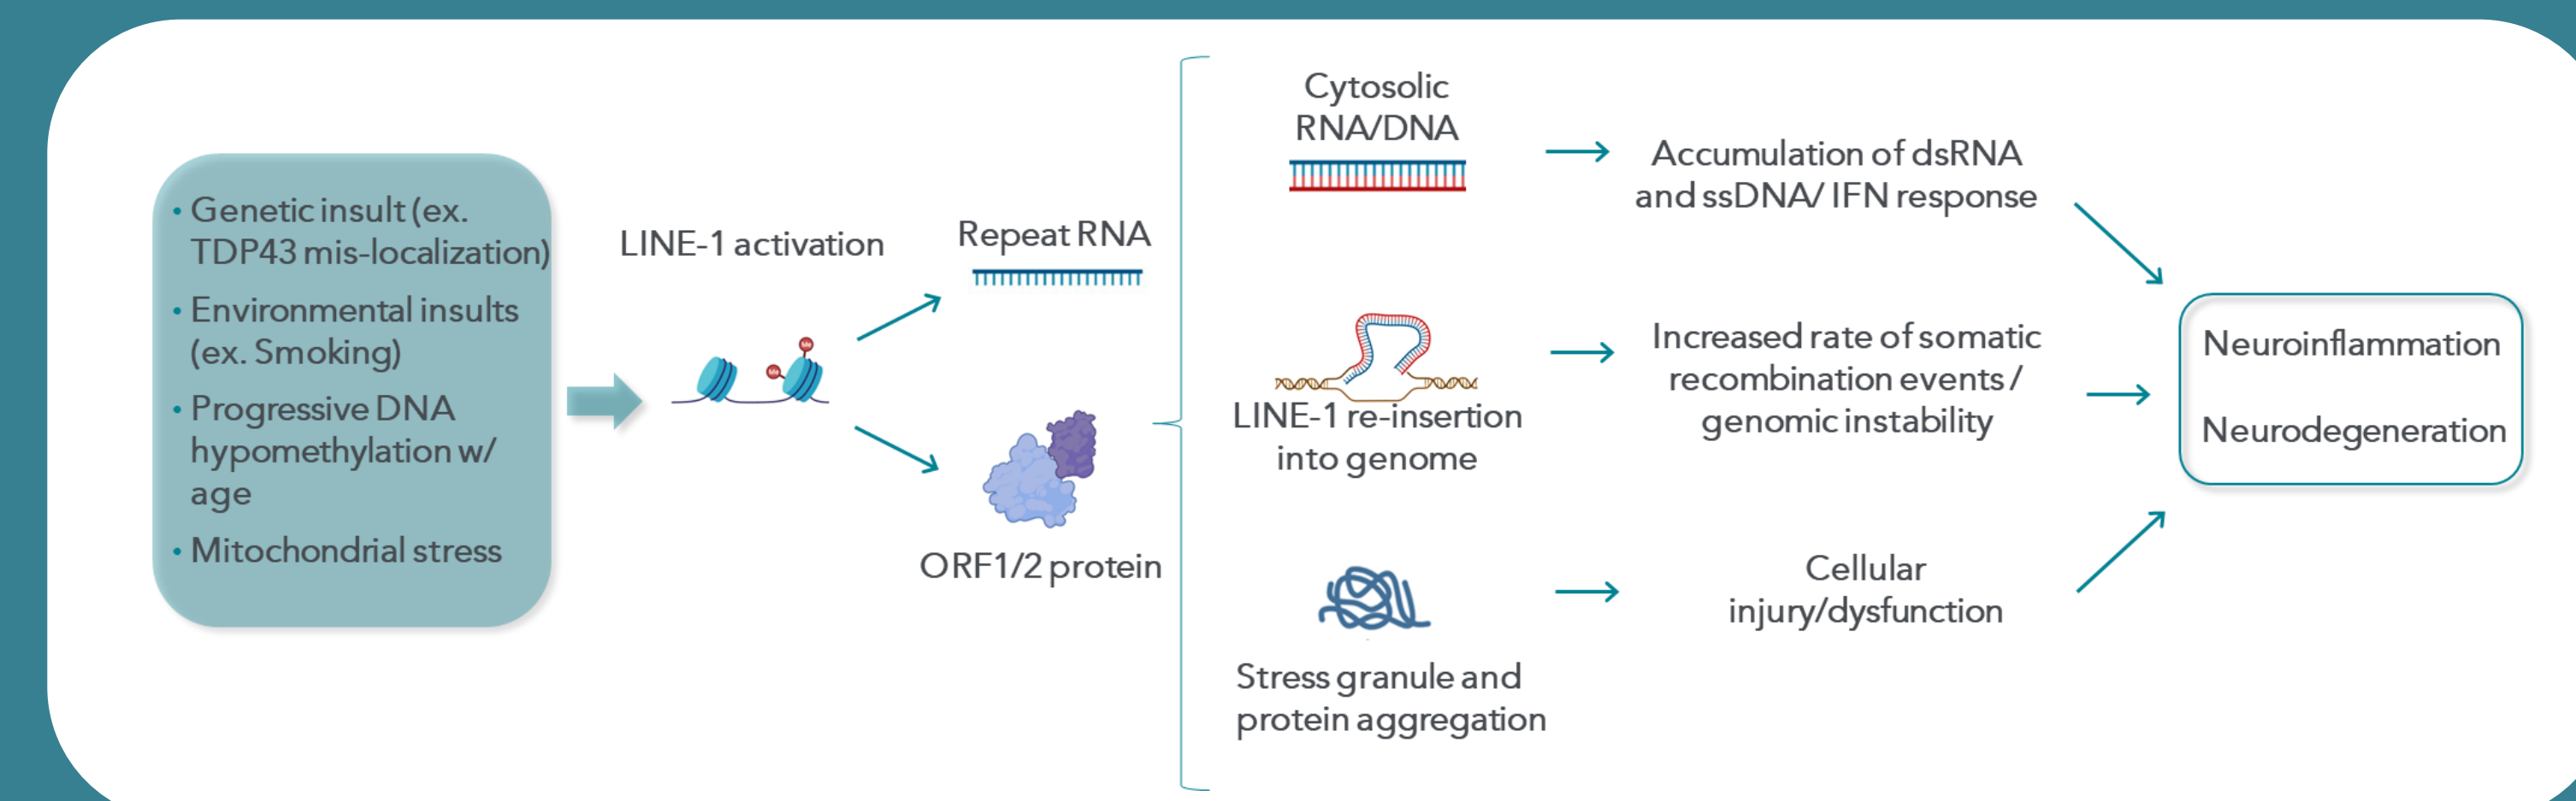 • Genetic insult (ex.
TDP43 mis-localization)
• Environmental insults
(ex. Smoking)
• Progressive DNA
hypomethylation w/
age
• Mitochondrial stress
LINE-1 activation
Me
Me
Repeat RNA
ORF1/2 protein
Cytosolic
RNA/DNA
Accumulation of dsRNA
and ssDNA/ IFN response
LINE-1 re-insertion
into genome
Increased rate of somatic
recombination events /
genomic instability
Stress granule and
protein aggregation
Cellular
injury/dysfunction
Neuroinflammation
Neurodegeneration